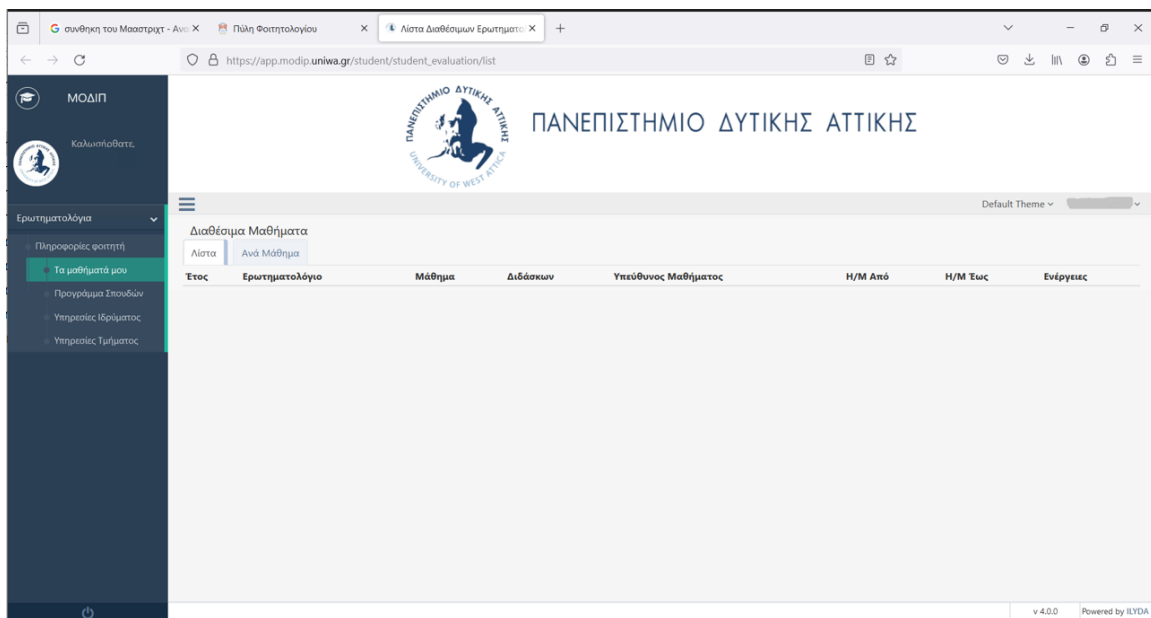 συνθηκη του Μααστριχτ - Ανο
Πύλη Φοιτητολογίου
Λίστα Διαθέσιμων Ερωτηματο
https://app.modip.uniwa.gr/student/student_evaluation/list
ΜΟΔΙΠ
Καλωσήρθατε,
ΠΑΝΕΠΙΣΤΗΜΙΟ ΔΥΤΙΚΗΣ ΑΤΤΙΚΗΣ
UNIVERSITY OF WEST ATTICA
ΠΑΝΕΠΙΣΤΗΜΙΟ ΔΥΤΙΚΗΣ ΑΤΤΙΚΗΣ
Default Theme
Ερωτηματολόγια
Πληροφορίες φοιτητή
Τα μαθήματά μου
Προγράμμα Σπουδών
Υπηρεσίες Ιδρύματος
Υπηρεσίες Τμήματος
Διαθέσιμα Μαθήματα
Λίστα Ανά Μάθημα
Έτος Ερωτηματολόγιο Μάθημα Διδάσκων Υπεύθυνος Μαθήματος Η/Μ Από Η/Μ Έως Ενέργειες
v 4.0.0 Powered by ILYDA